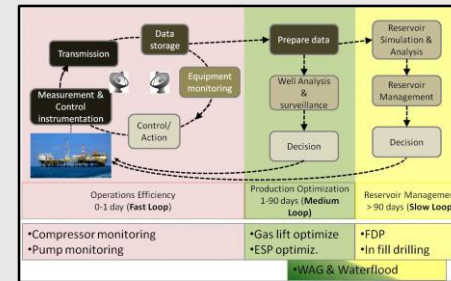 Transmission
Data
storage
Equipment
monitoring
Control/
Action
Measurement &
Control
instrumentation
Prepare data
Well Analysis
&
surveillance
Decision
Reservoir
Simulation &
Analysis
Reservoir
Management
Decision
Operations Efficiency
0-1 day (Fast Loop)
Production Optimization
1-90 days (Medium
Loop)
Reservoir Management
> 90 days (Slow Loop)
•Compressor monitoring
•Pump monitoring
•Gas lift optimize
•ESP optimiz.
•FDP
•In fill drilling
•WAG & Waterflood